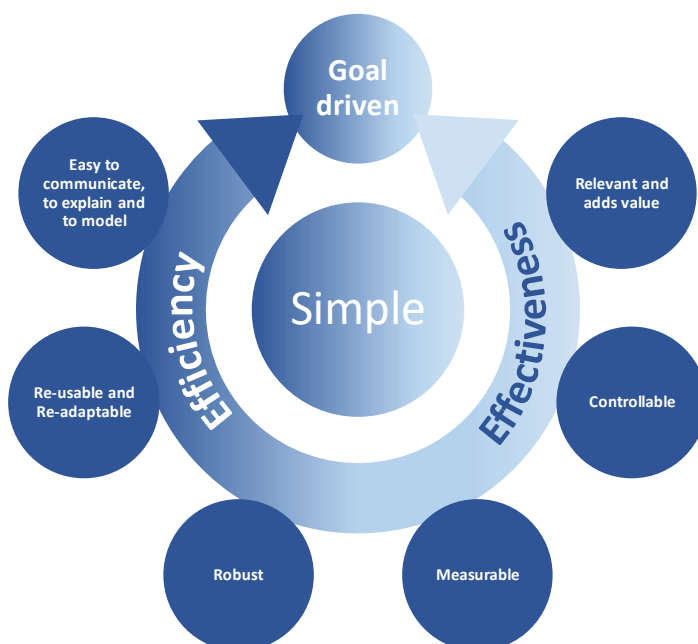 Goal
driven
Easy to
communicate,
to explain and
to model
Relevant and
adds value
Simple
Efficiency
Effectiveness
Re-usable and
Re-adaptable
Controllable
Robust
Measurable